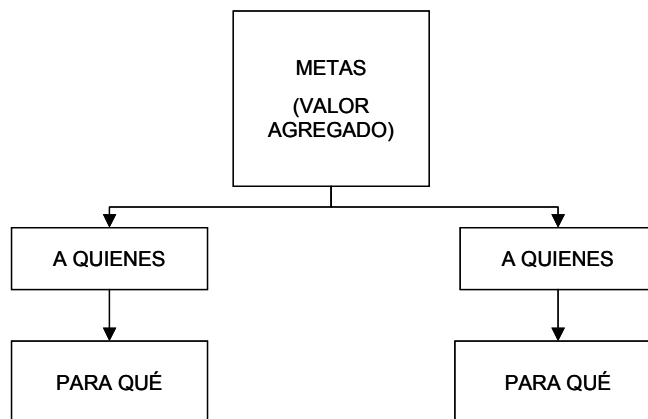 METAS
(VALOR
AGREGADO)
A QUIENES
A QUIENES
PARA QUÉ
PARA QUÉ